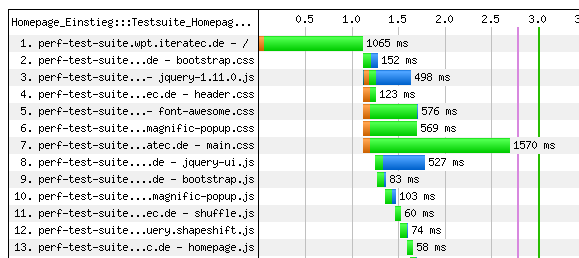 Homepage_Einstieg:::Testsuite_Homepag... 0.5 1.0 1.5 2.0 2.5 3.0 3.
1. perf-test-suite.wpt.iteratec.de - / 1065 ms
2. perf-test-suite...de - bootstrap.css 152 ms
3. perf-test-suite...- jquery-1.11.0.js 498 ms
4. perf-test-suite...ec.de - header.css 123 ms
5. perf-test-suite... - font-awesome.css 576 ms
6. perf-test-suite...magnific-popup.css 569 ms
7. perf-test-suite...atec.de - main.css 1570 ms
8. perf-test-suite....de - jquery-ui.js 527 ms
9. perf-test-suite....de - bootstrap.js 83 ms
10. perf-test-suite....magnific-popup.js 103 ms
11. perf-test-suite...ec.de - shuffle.js 60 ms
12. perf-test-suite...uery.shapeshift.js 74 ms
13. perf-test-suite...c.de - homepage.js 58 ms